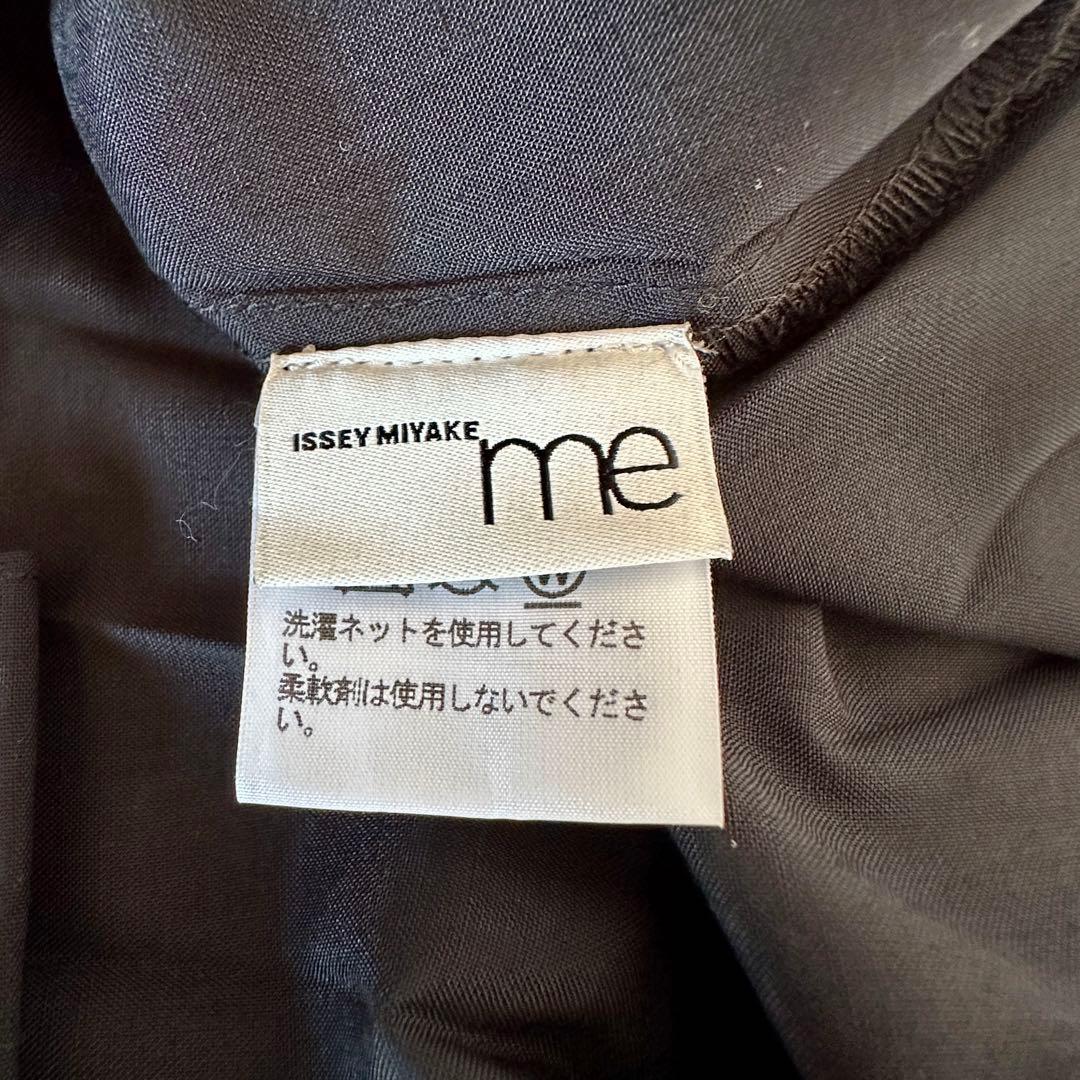 ISSEY MIYAKE me
W
洗濯ネットを使用してくださ
い。
柔軟剤は使用しないでくださ
い。